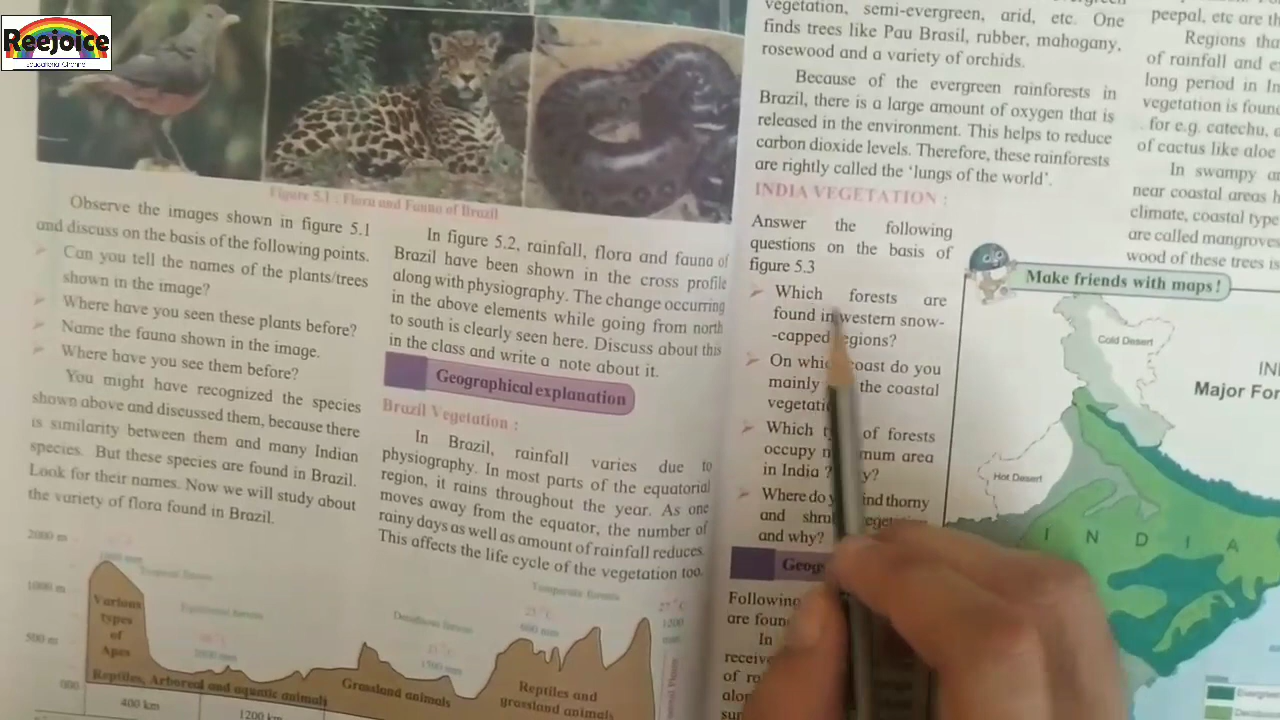 Reejoice
Educational Channel
Figure 5.1 : Flora and Fauna of Brazil
Observe the images shown in figure 5.1
and discuss on the basis of the following points.
➢ Can you tell the names of the plants/trees
shown in the image?
➢ Where have you seen these plants before?
➢ Name the fauna shown in the image.
➢ Where have you see them before?
You might have recognized the species
shown above and discussed them, because there
is similarity between them and many Indian
species. But these species are found in Brazil.
Look for their names. Now we will study about
the variety of flora found in Brazil.
In figure 5.2, rainfall, flora and fauna of
Brazil have been shown in the cross profile
along with physiography. The change occurring
in the above elements while going from north
to south is clearly seen here. Discuss about this
in the class and write a note about it.
Geographical explanation
Brazil Vegetation :
In Brazil, rainfall varies due to
physiography. In most parts of the equatorial
region, it rains throughout the year. As one
moves away from the equator, the number of
rainy days as well as amount of rainfall reduces.
This affects the life cycle of the vegetation too.
2000 m
1000 m
500 m
000
Various
types
of
Apes
Reptiles, Arboreal and aquatic animals
Grassland animals
Reptiles and
grassland animals
400 km
1200 km
Deciduous forests
Temperate forests
25 °C
600 mm
27 °C
1200
mm
vegetation, semi-evergreen, arid, etc. One
finds trees like Pau Brasil, rubber, mahogany,
rosewood and a variety of orchids.
Because of the evergreen rainforests in
Brazil, there is a large amount of oxygen that is
released in the environment. This helps to reduce
carbon dioxide levels. Therefore, these rainforests
are rightly called the 'lungs of the world'.
INDIA VEGETATION :
Answer the following
questions on the basis of
figure 5.3
➢ Which forests are
found in western snow-
-capped regions?
➢ On which coast do you
mainly the coastal
➢ Which of forests
occupy area
in India ?
➢ Where do find thorny
and
and why?
Following
are foun
In
receive
of
peepal, etc are th
Regions tha
of rainfall and e
long period in In
vegetation is foun
for e.g. catechu,
of cactus like aloe
In swampy a
near coastal areas h
climate, coastal type
are called mangrove
wood of these trees is
Make friends with maps !
Cold Desert
Major For
Hot Desert
I N D I A
Evergreen
Deciduous